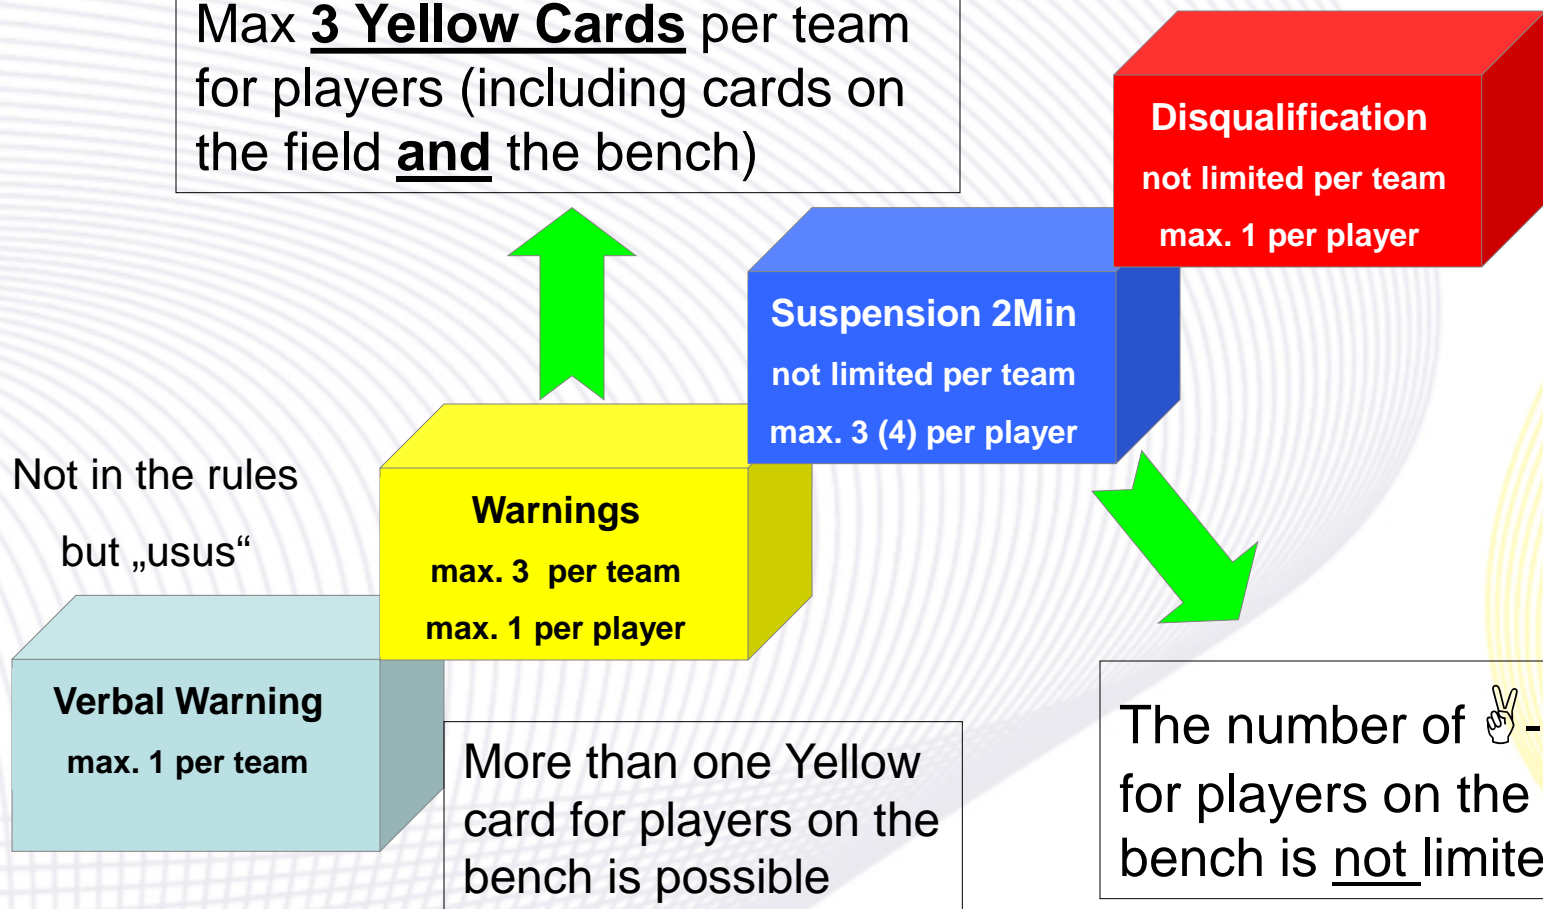 Max 3 Yellow Cards per team
for players (including cards on
the field and the bench)
Disqualification
not limited per team
max. 1 per player
Suspension 2Min
not limited per team
max. 3 (4) per player
Not in the rules
but „usus“
Warnings
max. 3 per team
max. 1 per player
Verbal Warning
max. 1 per team
More than one Yellow
card for players on the
bench is possible
The number of ✌-
for players on the
bench is not limite